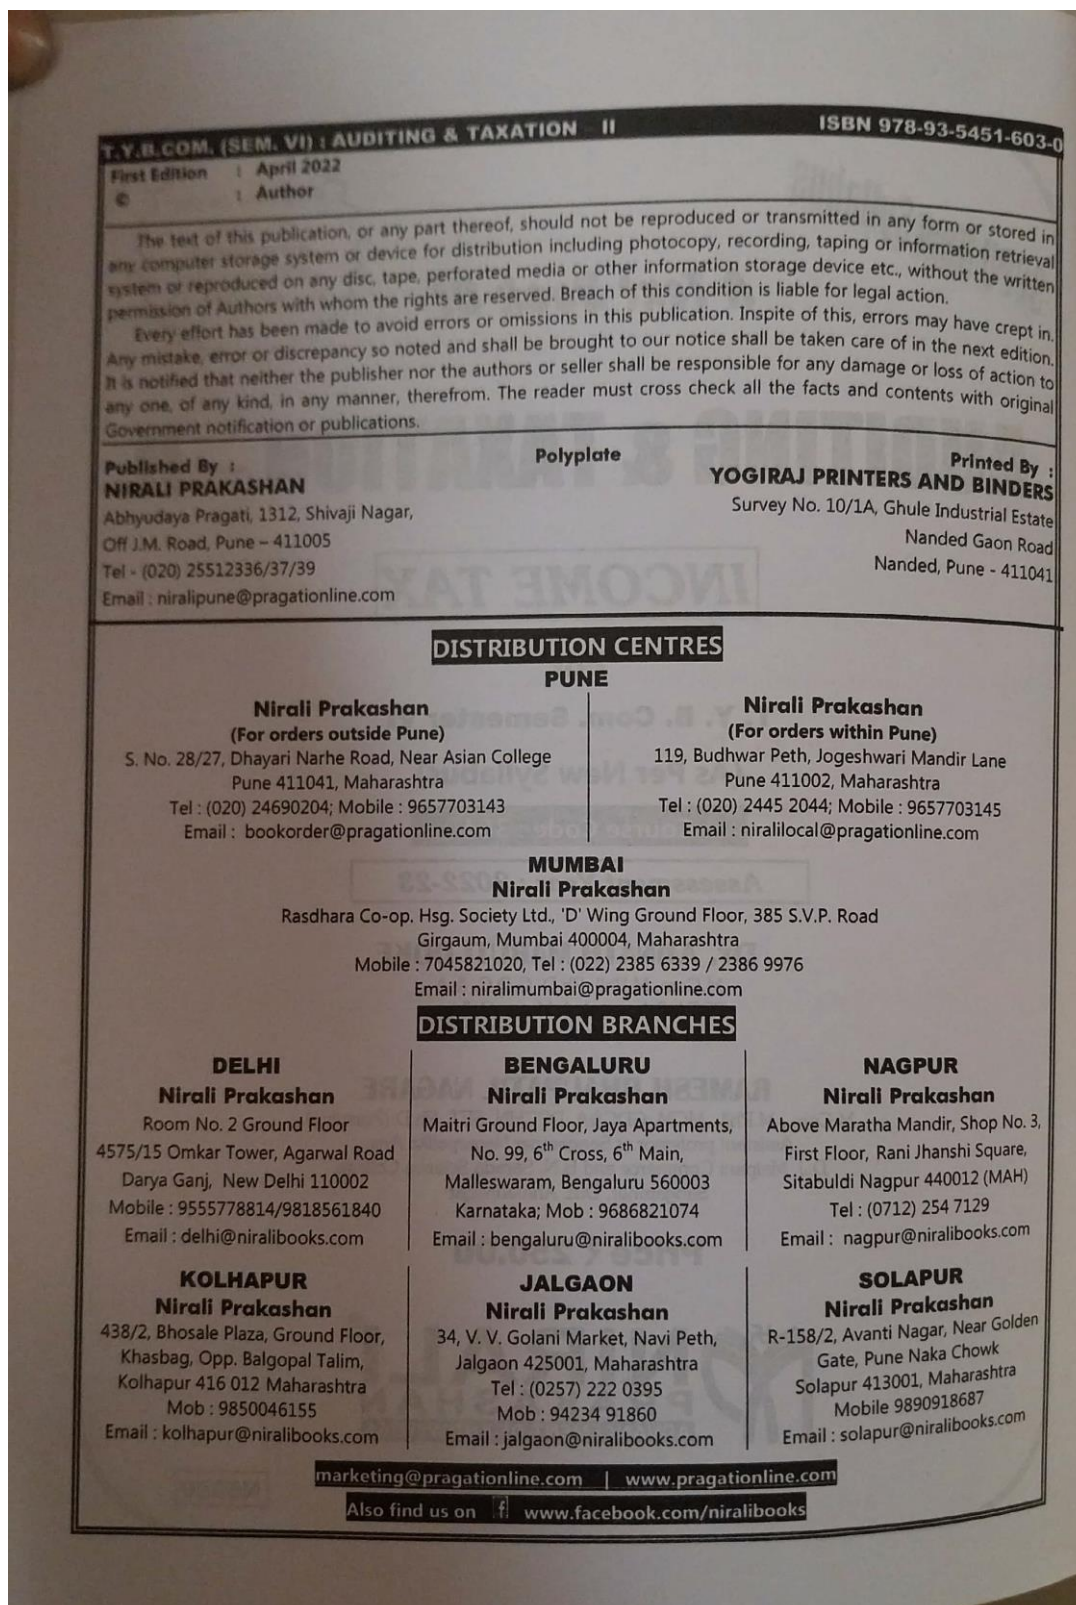 T.Y.B.COM. (SEM. VI) : AUDITING & TAXATION - II ISBN 978-93-5451-603-0
First Edition : April 2022
© : Author
The text of this publication, or any part thereof, should not be reproduced or transmitted in any form or stored in
any computer storage system or device for distribution including photocopy, recording, taping or information retrieval
system or reproduced on any disc, tape, perforated media or other information storage device etc., without the written
permission of Authors with whom the rights are reserved. Breach of this condition is liable for legal action.
Every effort has been made to avoid errors or omissions in this publication. Inspite of this, errors may have crept in.
Any mistake, error or discrepancy so noted and shall be brought to our notice shall be taken care of in the next edition.
It is notified that neither the publisher nor the authors or seller shall be responsible for any damage or loss of action to
any one, of any kind, in any manner, therefrom. The reader must cross check all the facts and contents with original
Government notification or publications.
Published By :
NIRALI PRAKASHAN
Abhyudaya Pragati, 1312, Shivaji Nagar,
Off J.M. Road, Pune – 411005
Tel - (020) 25512336/37/39
Email : niralipune@pragationline.com
Polyplate
Printed By :
YOGIRAJ PRINTERS AND BINDERS
Survey No. 10/1A, Ghule Industrial Estate
Nanded Gaon Road
Nanded, Pune - 411041
DISTRIBUTION CENTRES
PUNE
Nirali Prakashan
(For orders outside Pune)
S. No. 28/27, Dhayari Narhe Road, Near Asian College
Pune 411041, Maharashtra
Tel : (020) 24690204; Mobile : 9657703143
Email : bookorder@pragationline.com
Nirali Prakashan
(For orders within Pune)
119, Budhwar Peth, Jogeshwari Mandir Lane
Pune 411002, Maharashtra
Tel : (020) 2445 2044; Mobile : 9657703145
Email : niralilocal@pragationline.com
MUMBAI
Nirali Prakashan
Rasdhara Co-op. Hsg. Society Ltd., 'D' Wing Ground Floor, 385 S.V.P. Road
Girgaum, Mumbai 400004, Maharashtra
Mobile : 7045821020, Tel : (022) 2385 6339 / 2386 9976
Email : niralimumbai@pragationline.com
DISTRIBUTION BRANCHES
DELHI
Nirali Prakashan
Room No. 2 Ground Floor
4575/15 Omkar Tower, Agarwal Road
Darya Ganj, New Delhi 110002
Mobile : 9555778814/9818561840
Email : delhi@niralibooks.com
BENGALURU
Nirali Prakashan
Maitri Ground Floor, Jaya Apartments,
No. 99, 6th Cross, 6th Main,
Malleswaram, Bengaluru 560003
Karnataka; Mob : 9686821074
Email : bengaluru@niralibooks.com
NAGPUR
Nirali Prakashan
Above Maratha Mandir, Shop No. 3,
First Floor, Rani Jhanshi Square,
Sitabuldi Nagpur 440012 (MAH)
Tel : (0712) 254 7129
Email : nagpur@niralibooks.com
KOLHAPUR
Nirali Prakashan
438/2, Bhosale Plaza, Ground Floor,
Khasbag, Opp. Balgopal Talim,
Kolhapur 416 012 Maharashtra
Mob : 9850046155
Email : kolhapur@niralibooks.com
JALGAON
Nirali Prakashan
34, V. V. Golani Market, Navi Peth,
Jalgaon 425001, Maharashtra
Tel : (0257) 222 0395
Mob : 94234 91860
Email : jalgaon@niralibooks.com
SOLAPUR
Nirali Prakashan
R-158/2, Avanti Nagar, Near Golden
Gate, Pune Naka Chowk
Solapur 413001, Maharashtra
Mobile 9890918687
Email : solapur@niralibooks.com
marketing@pragationline.com | www.pragationline.com
Also find us on f www.facebook.com/niralibooks